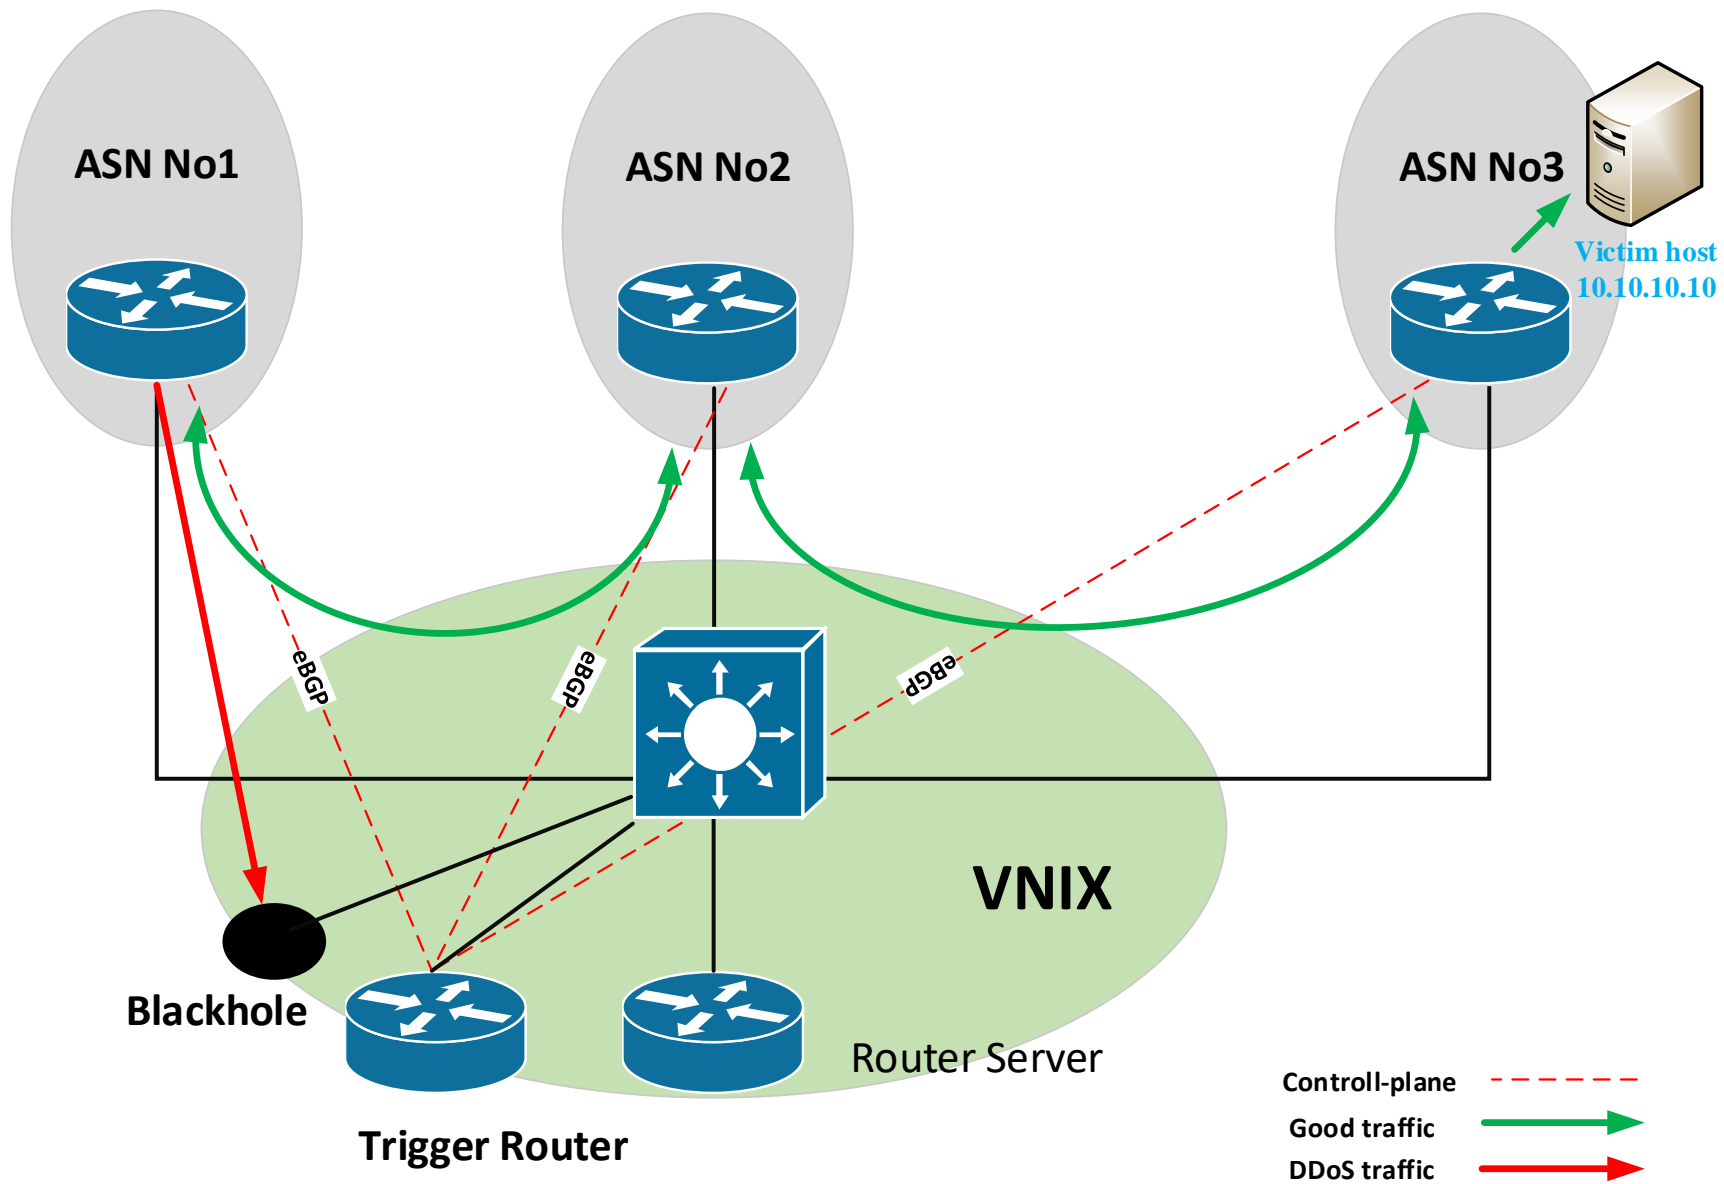 ASN No1
ASN No2
ASN No3
Victim host
10.10.10.10
eBGP
eBGP
eBGP
VNIX
Blackhole
Router Server
Trigger Router
Controll-plane
Good traffic
DDoS traffic